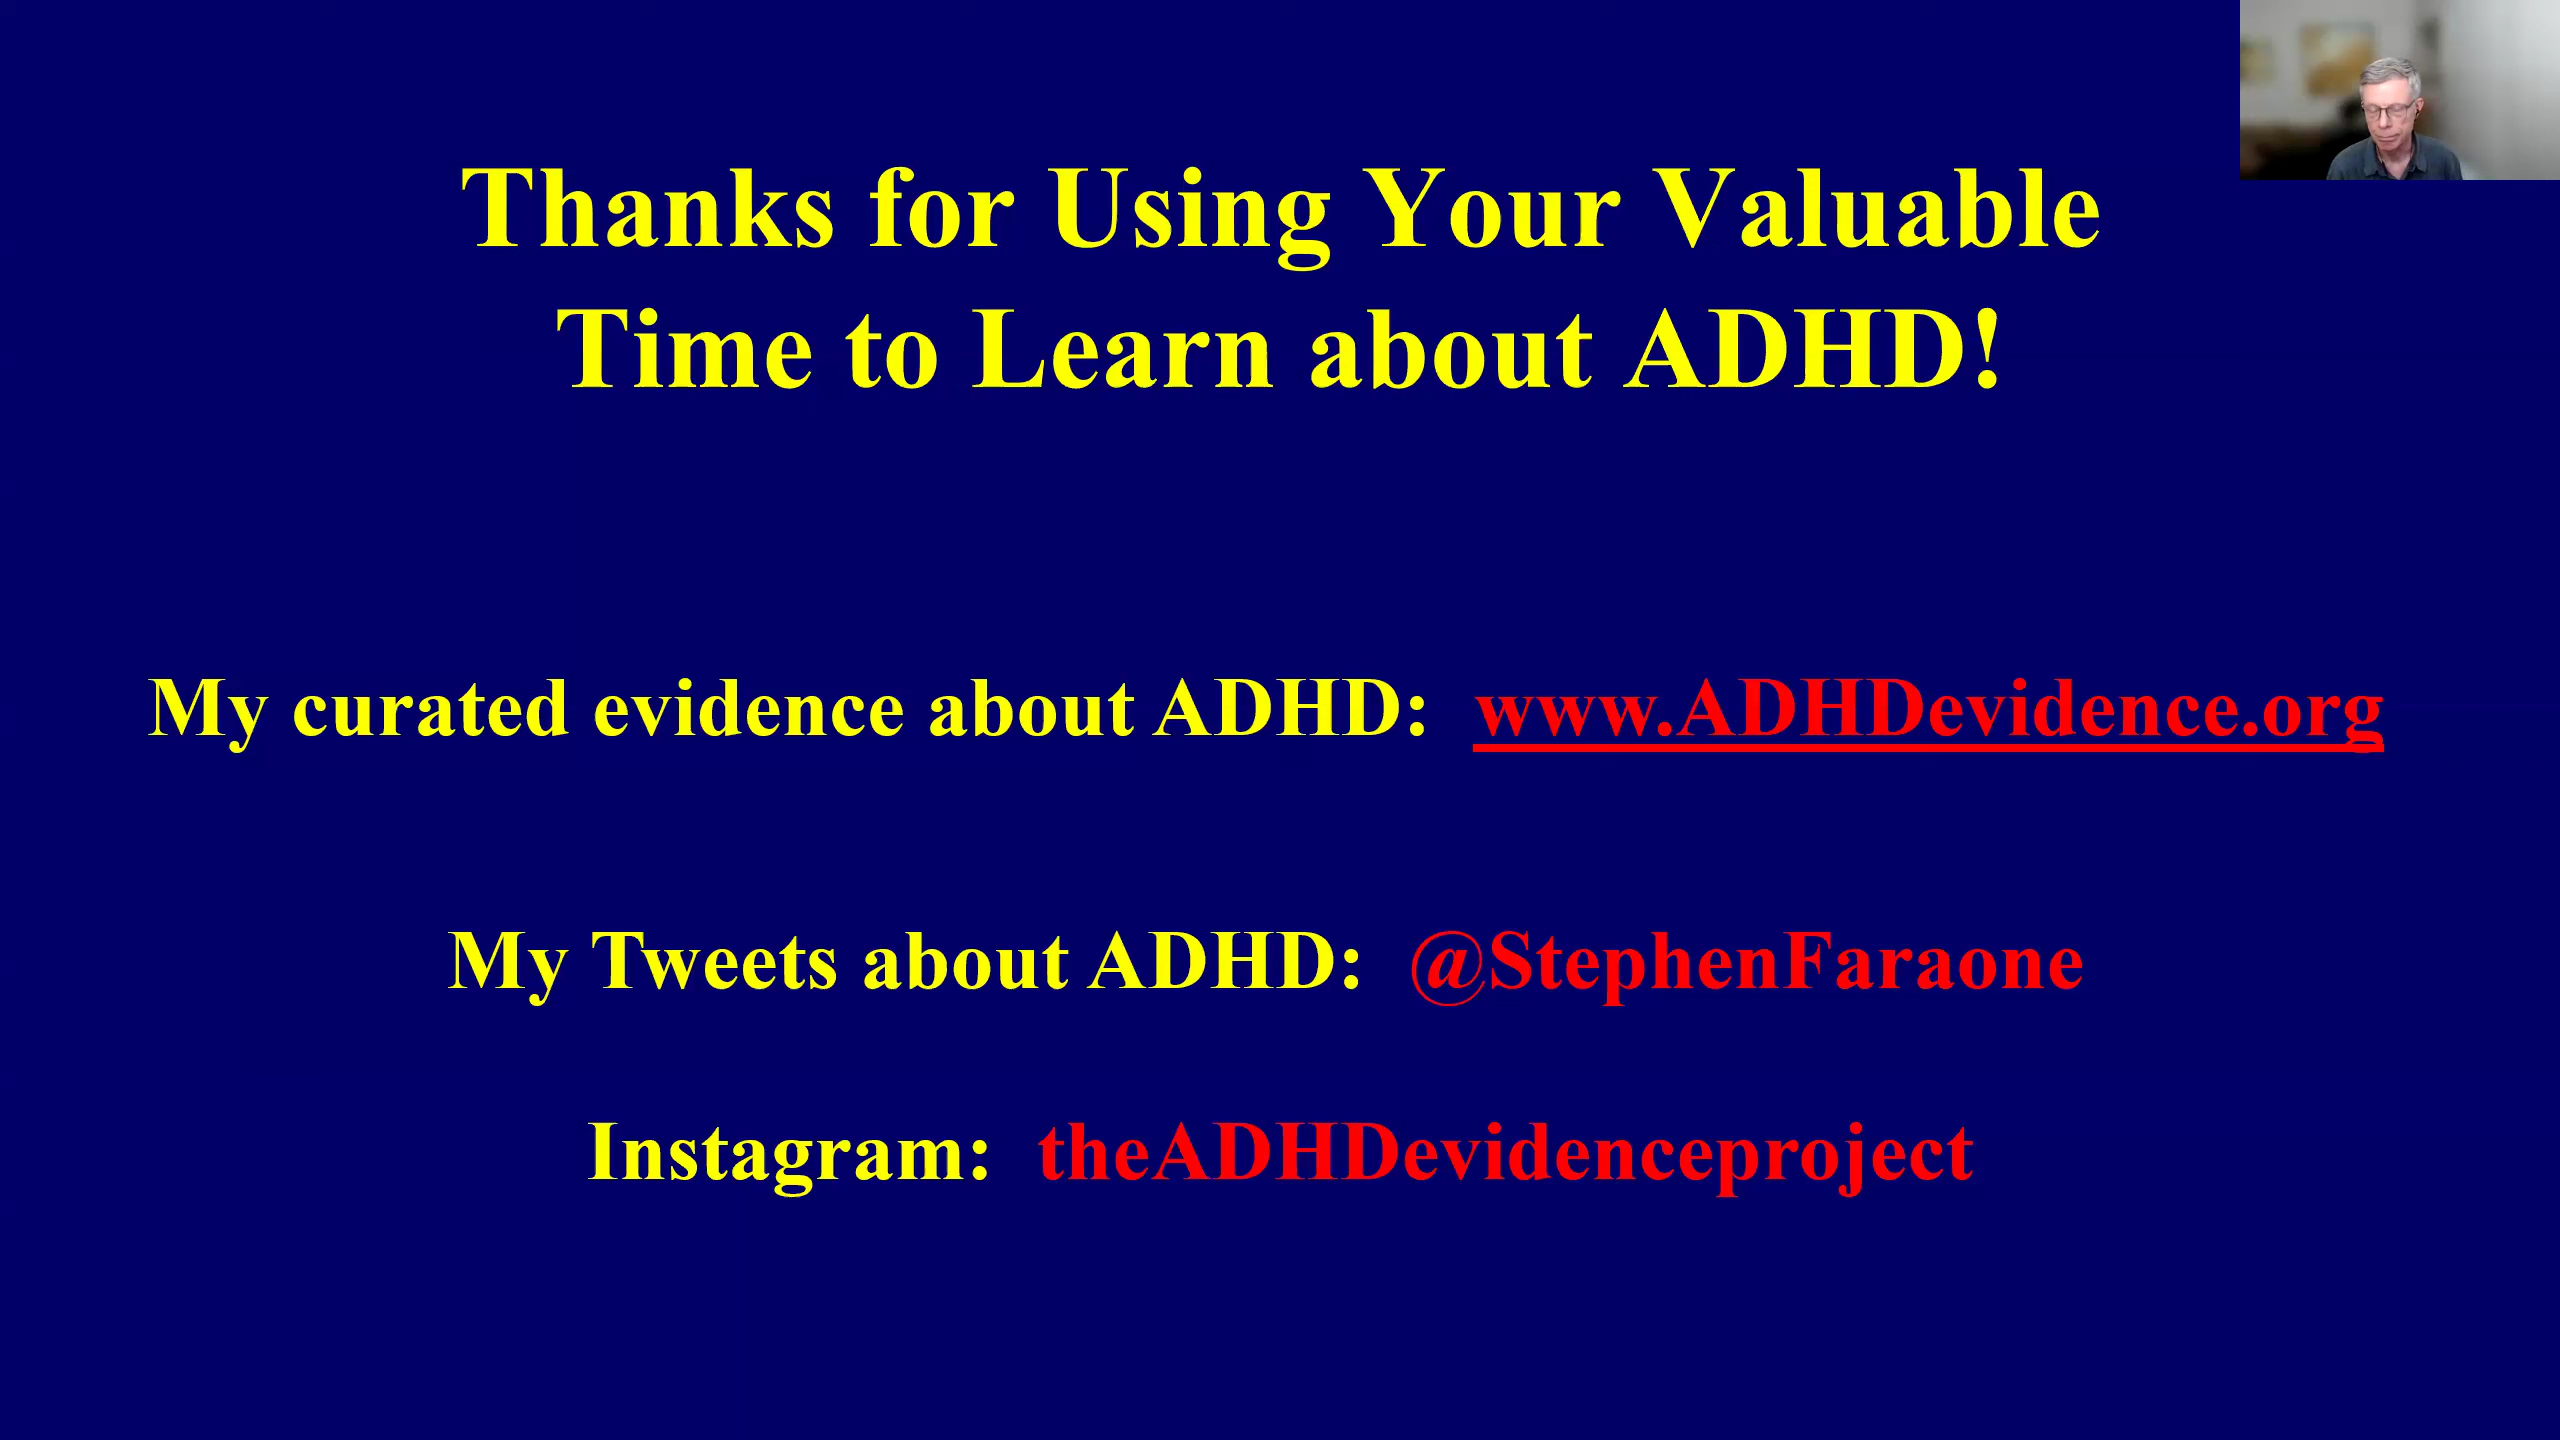 Thanks for Using Your Valuable
Time to Learn about ADHD!
My curated evidence about ADHD: www.ADHDevidence.org
My Tweets about ADHD: @StephenFaraone
Instagram: theADHDevidenceproject